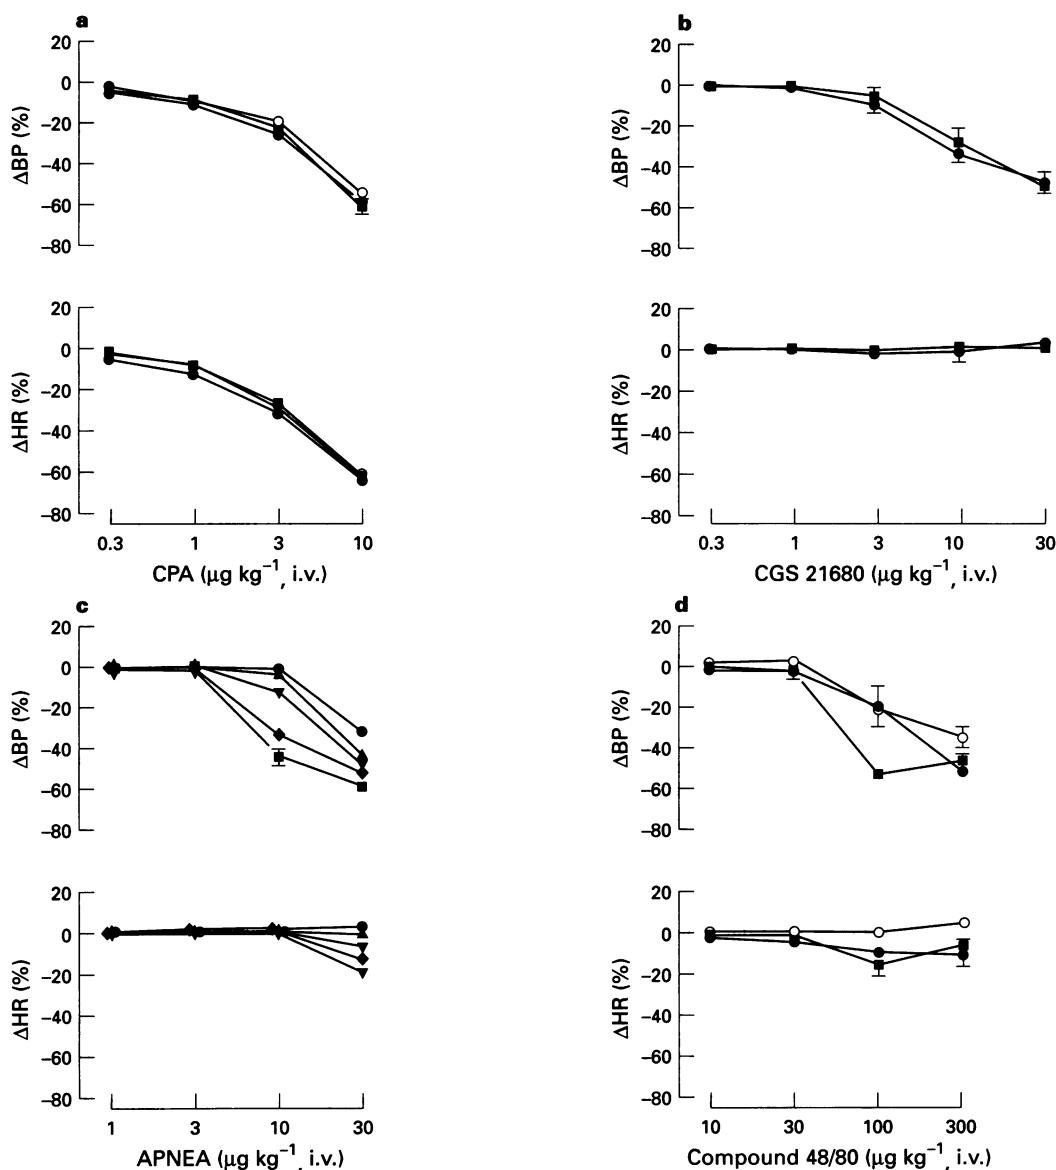 a
20
0
−20
−40
−60
−80
ΔBP (%)
20
0
−20
−40
−60
−80
ΔHR (%)
0.3 1 3 10
CPA (μg kg⁻¹, i.v.)
b
20
0
−20
−40
−60
−80
ΔBP (%)
20
0
−20
−40
−60
−80
ΔHR (%)
0.3 1 3 10 30
CGS 21680 (μg kg⁻¹, i.v.)
c
20
0
−20
−40
−60
−80
ΔBP (%)
20
0
−20
−40
−60
−80
ΔHR (%)
1 3 10 30
APNEA (μg kg⁻¹, i.v.)
d
20
0
−20
−40
−60
−80
ΔBP (%)
20
0
−20
−40
−60
−80
ΔHR (%)
10 30 100 300
Compound 48/80 (μg kg⁻¹, i.v.)